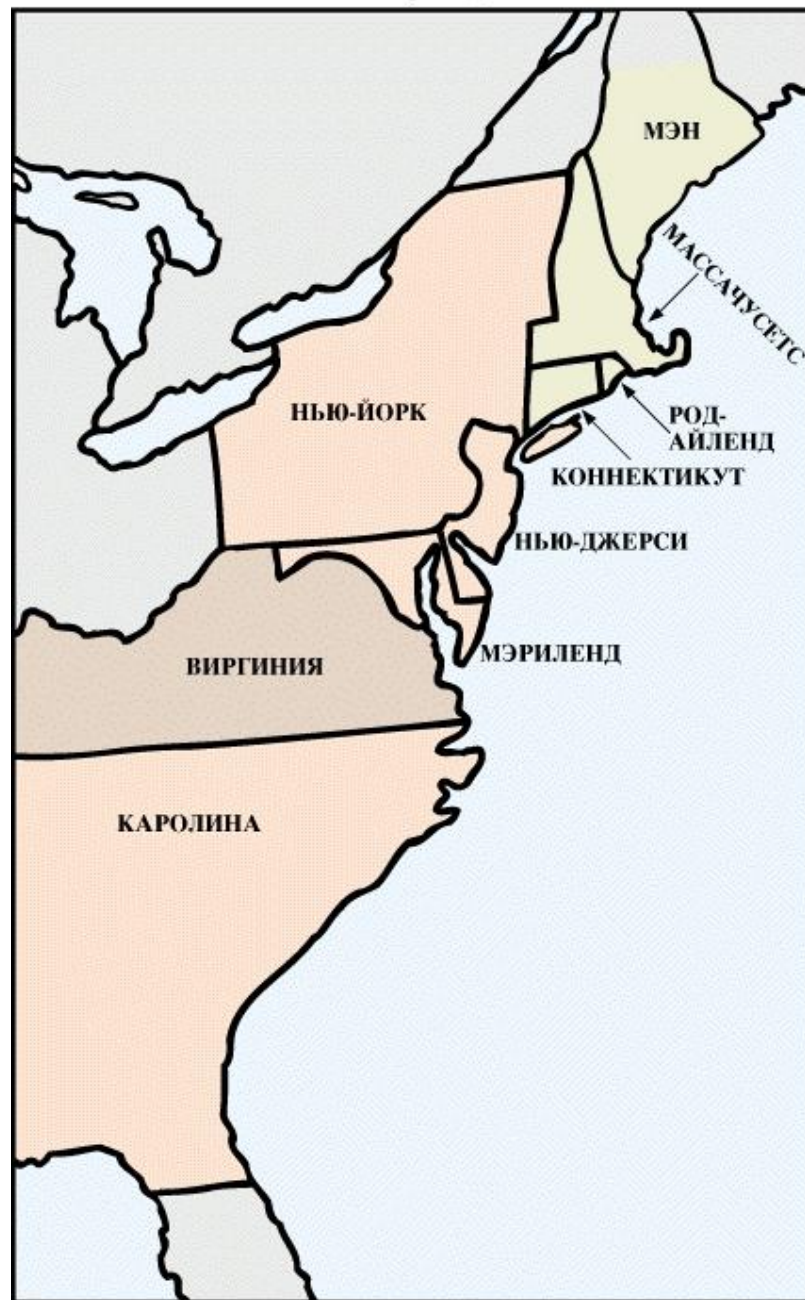 МЭН
МАССАЧУСЕТС
НЬЮ-ЙОРК
РОД-
АЙЛЕНД
КОННЕКТИКУТ
НЬЮ-ДЖЕРСИ
МЭРИЛЕНД
ВИРГИНИЯ
КАРОЛИНА